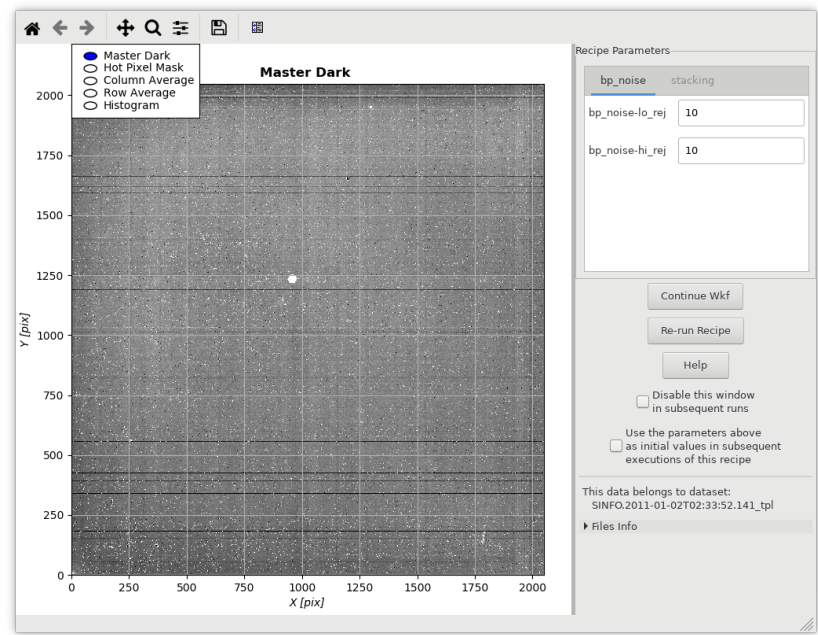 Recipe Parameters
Master Dark
Hot Pixel Mask
Column Average
Row Average
Histogram
Master Dark
2000
1750
1500
1250
1000
750
500
250
0
Y [pix]
0 250 500 750 1000 1250 1500 1750 2000
X [pix]
bp_noise stacking
bp_noise-lo_rej 10
bp_noise-hi_rej 10
Continue Wkf
Re-run Recipe
Help
Disable this window
in subsequent runs
Use the parameters above
as initial values in subsequent
executions of this recipe
This data belongs to dataset:
SINFO.2011-01-02T02:33:52.141_tpl
Files Info